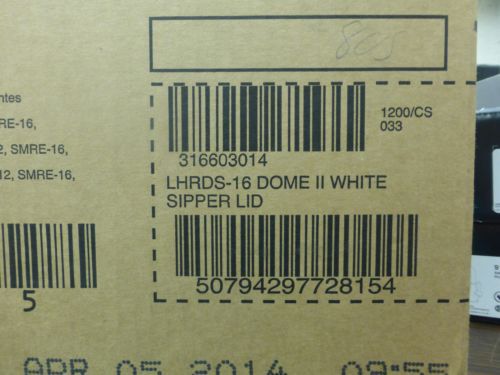 805
ntes
RE-16,
2, SMRE-16,
12, SMRE-16,
5
1200/CS
033
316603014
LHRDS-16 DOME II WHITE
SIPPER LID
50794297728154
APR 05 2014 09:55